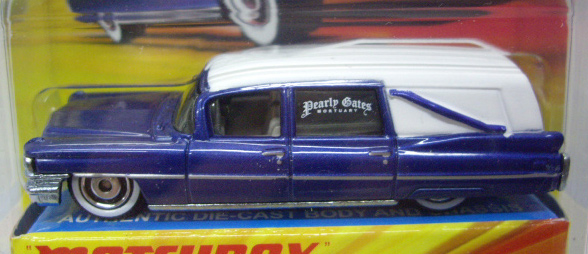 Pearly Gates
MORTUARY
AUTHENTIC DIE-CAST BODY AND CHASSIS
"MATCHBOX"